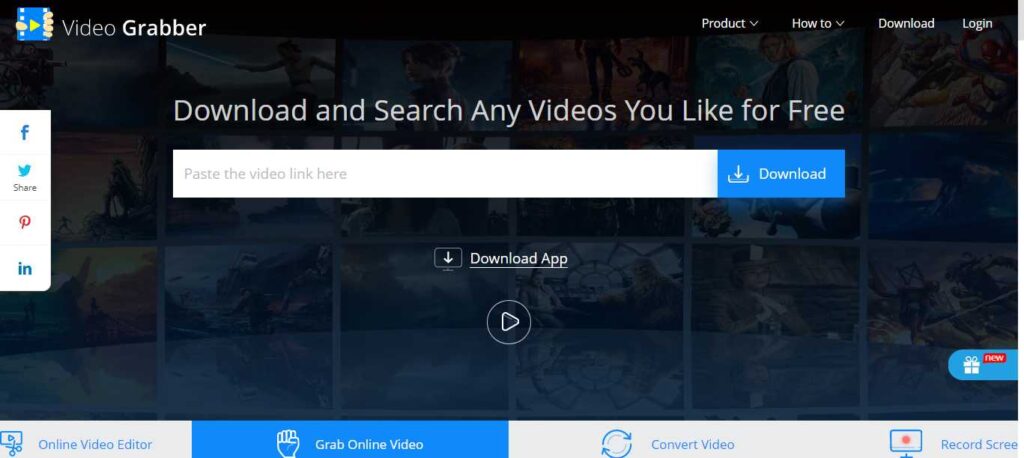 Video Grabber
Product
How to
Download
Login
Download and Search Any Videos You Like for Free
Paste the video link here
Download
Share
Download App
new
Online Video Editor
Grab Online Video
Convert Video
Record Scree